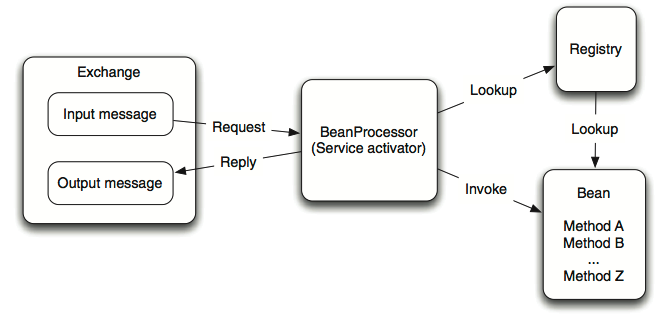 Exchange
Input message
Output message
Request
Reply
BeanProcessor
(Service activator)
Lookup
Invoke
Registry
Lookup
Bean
Method A
Method B
...
Method Z